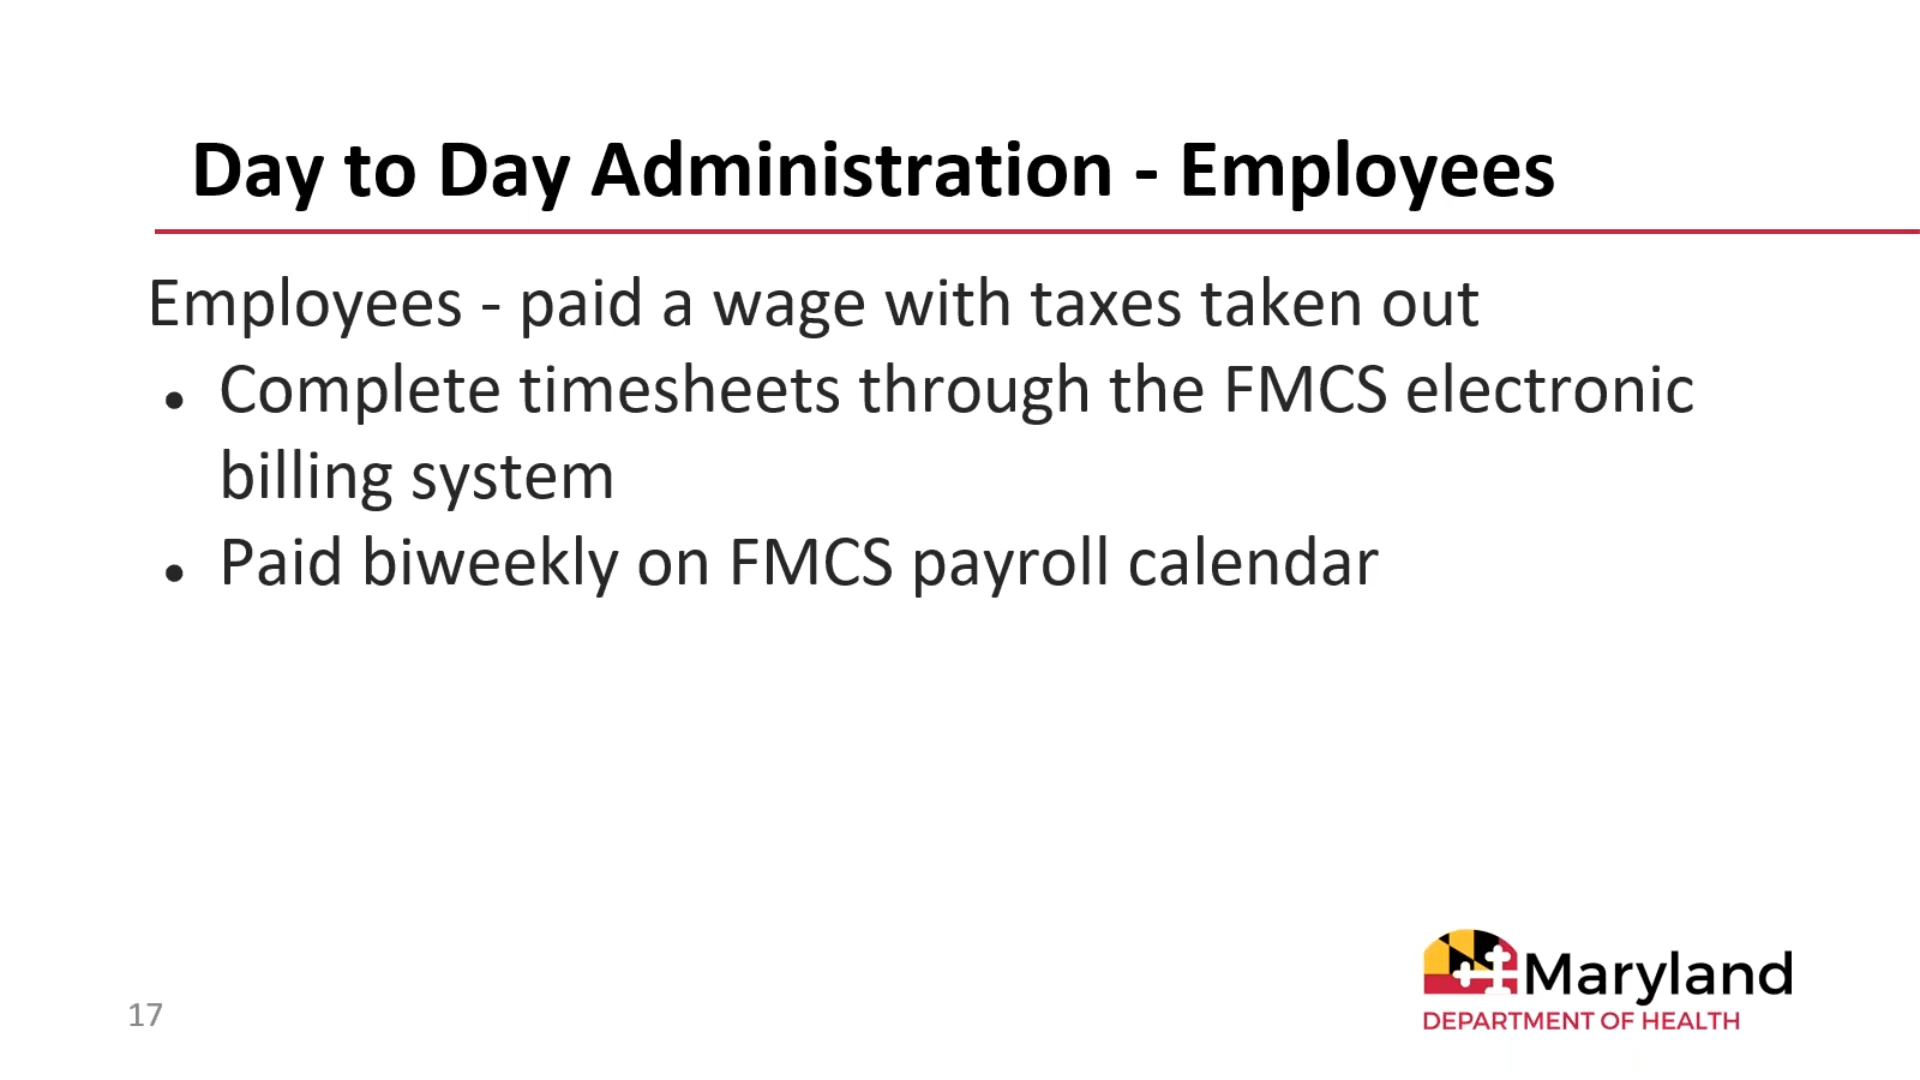 Day to Day Administration - Employees
Employees - paid a wage with taxes taken out
• Complete timesheets through the FMCS electronic
billing system
• Paid biweekly on FMCS payroll calendar
17
Maryland
DEPARTMENT OF HEALTH